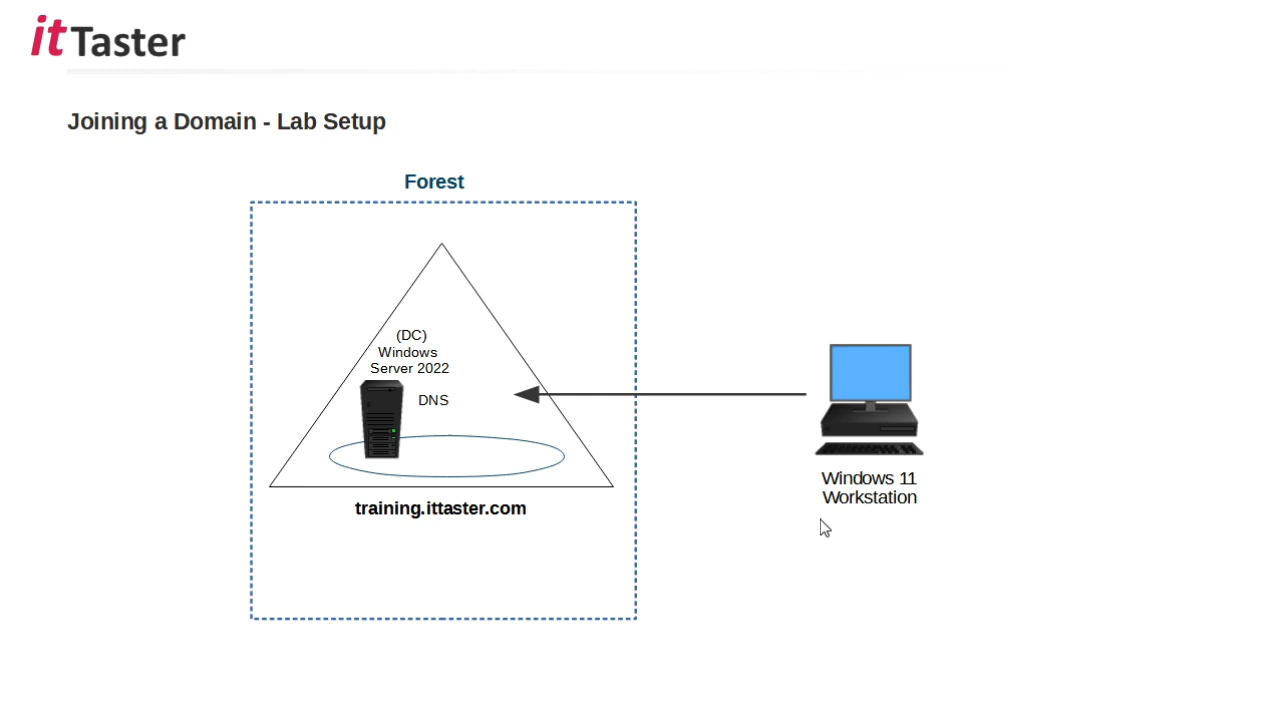 itTaster
Joining a Domain - Lab Setup
Forest
(DC)
Windows
Server 2022
DNS
training.ittaster.com
Windows 11
Workstation